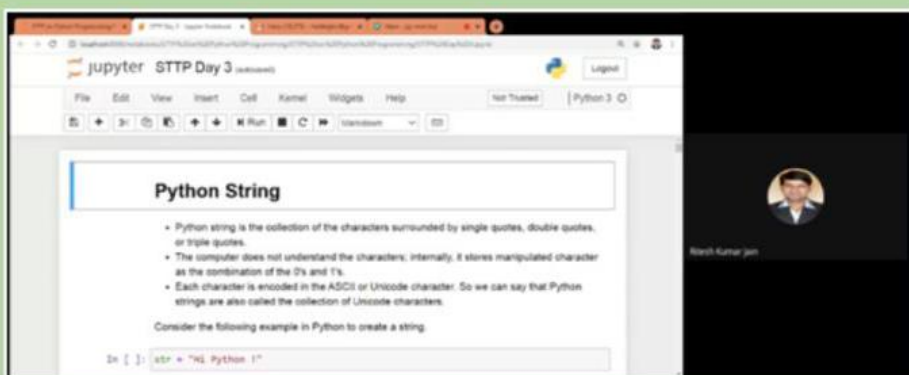 jupyter STTP Day 3 (autosaved)
Logout
File Edit View Insert Cell Kernel Widgets Help
Not Trusted
Python 3
Run
Markdown
Python String
• Python string is the collection of the characters surrounded by single quotes, double quotes,
or triple quotes.
• The computer does not understand the characters; internally, it stores manipulated character
as the combination of the 0's and 1's.
• Each character is encoded in the ASCII or Unicode character. So we can say that Python
strings are also called the collection of Unicode characters.
Consider the following example in Python to create a string.
In [ ]: str = "Hi Python !"
Ritesh Kumar Jain